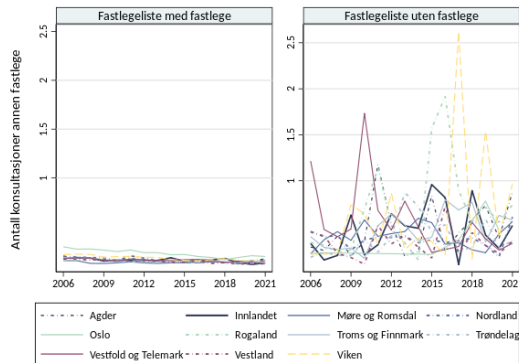 Fastlegeliste med fastlege
Fastlegeliste uten fastlege
Antall konsultasjoner annen fastlege
2.5
2
1.5
1
2006
2009
2012
2015
2018
2021
2.5
2
1.5
1
2006
2009
2012
2015
2018
2021
Agder
Innlandet
Møre og Romsdal
Nordland
Oslo
Rogaland
Troms og Finnmark
Trøndelag
Vestfold og Telemark
Vestland
Viken